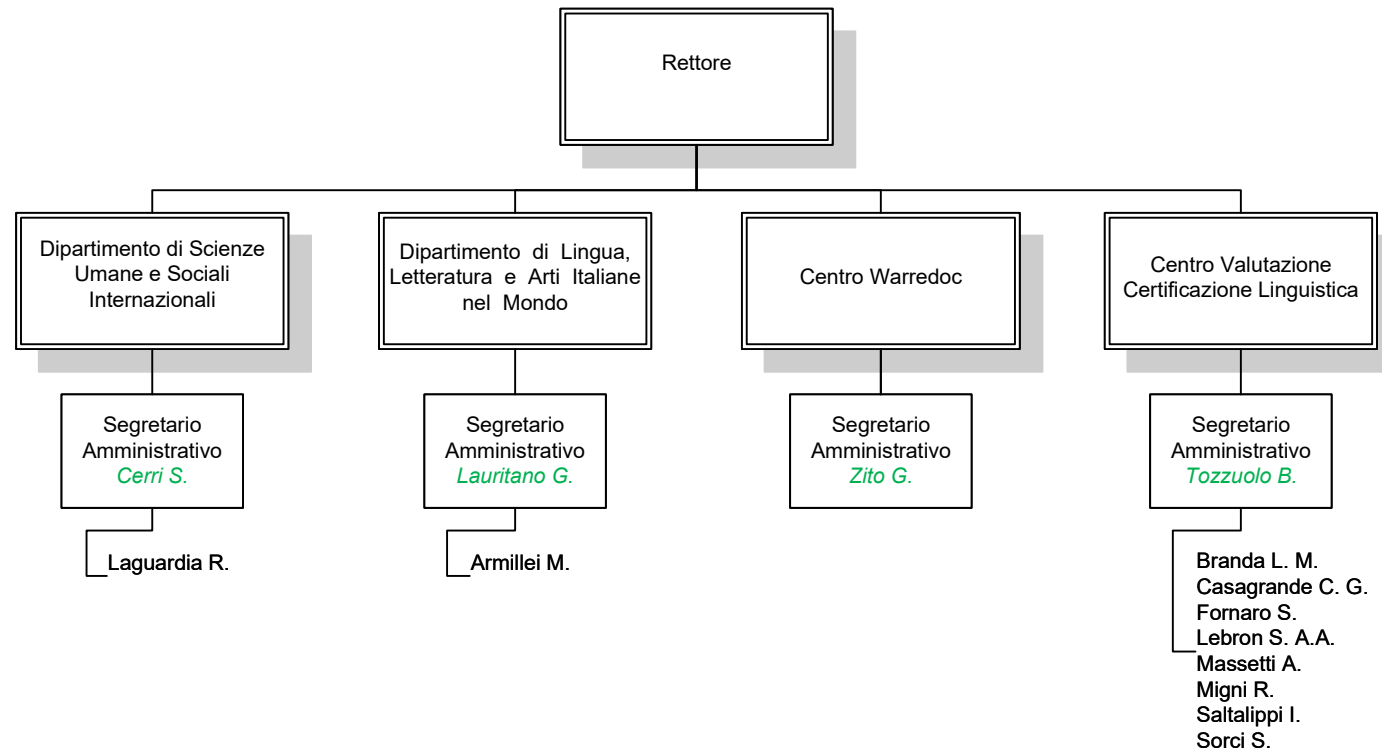 Rettore
Dipartimento di Scienze
Umane e Sociali
Internazionali
Dipartimento di Lingua,
Letteratura e Arti Italiane
nel Mondo
Centro Warredoc
Centro Valutazione
Certificazione Linguistica
Segretario
Amministrativo
Cerri S.
Segretario
Amministrativo
Lauritano G.
Segretario
Amministrativo
Zito G.
Segretario
Amministrativo
Tozzuolo B.
Laguardia R.
Armillei M.
Branda L. M.
Casagrande C. G.
Fornaro S.
Lebron S. A.A.
Massetti A.
Migni R.
Saltalippi I.
Sorci S.